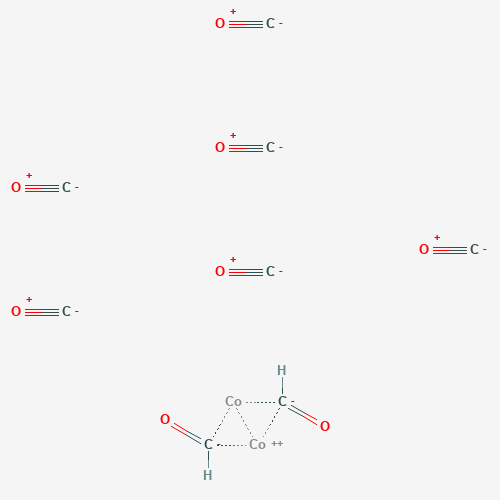 O+ C-
O+ C-
O+ C-
O+ C-
O+ C-
O+ C-
H
Co C-
O O
C- Co++
H